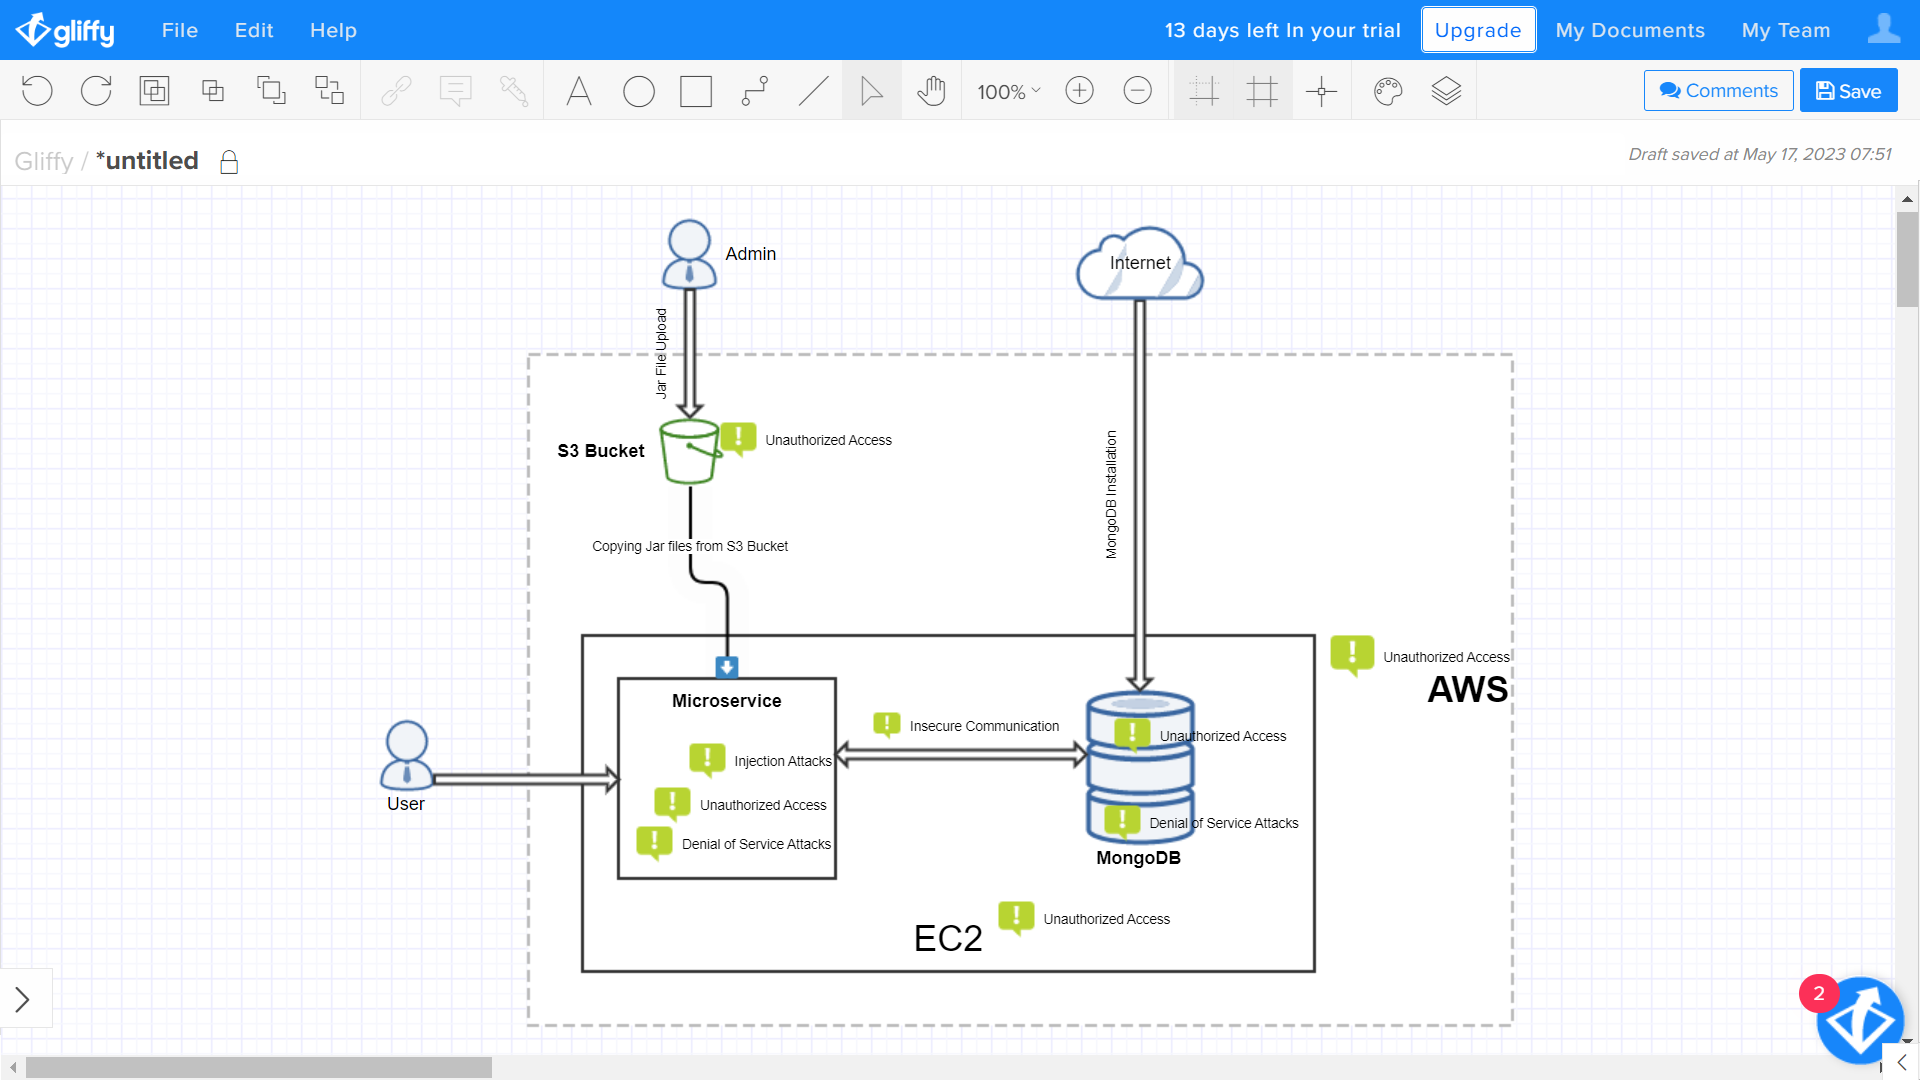 gliffy File Edit Help 13 days left In your trial Upgrade My Documents My Team
100% Comments Save
Gliffy / *untitled Draft saved at May 17, 2023 07:51
Admin
Internet
Jar File Upload
S3 Bucket
Unauthorized Access
MongoDB Installation
Copying Jar files from S3 Bucket
Unauthorized Access
AWS
Microservice
Insecure Communication
Unauthorized Access
Injection Attacks
User
Unauthorized Access
Denial of Service Attacks
Denial of Service Attacks
MongoDB
Unauthorized Access
EC2
2